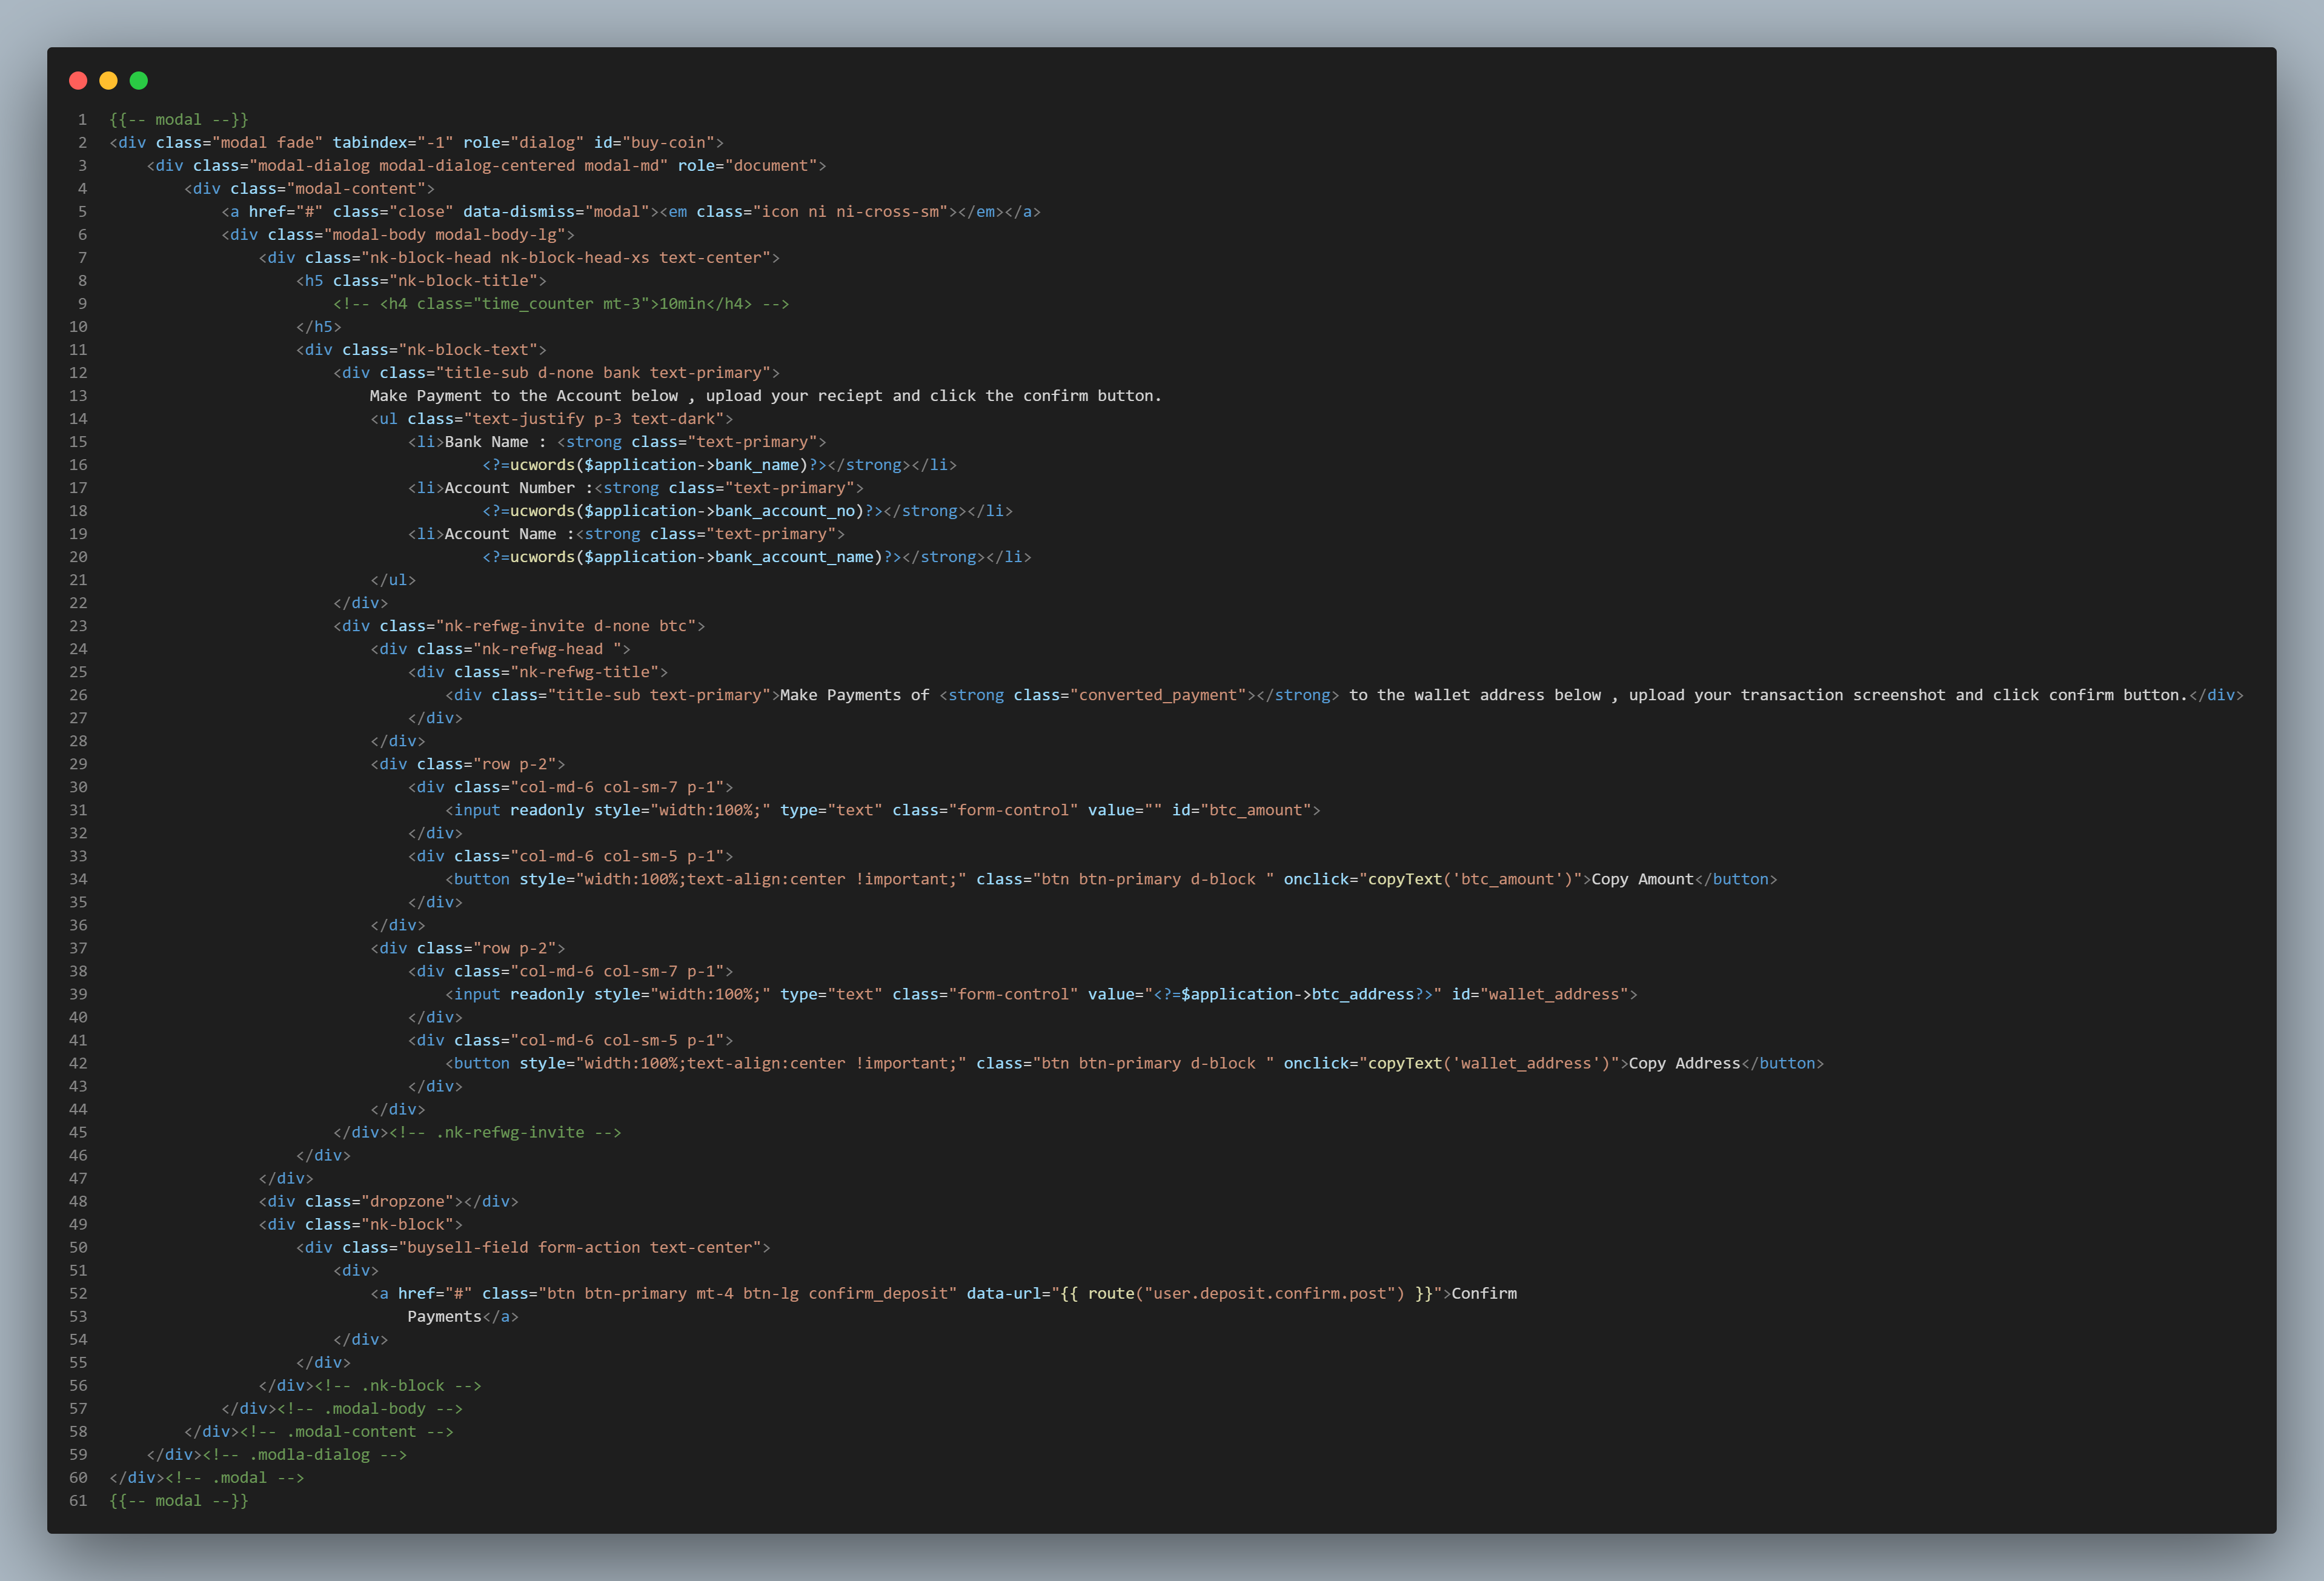 1 {{-- modal --}}
2 <div class="modal fade" tabindex="-1" role="dialog" id="buy-coin">
3     <div class="modal-dialog modal-dialog-centered modal-md" role="document">
4         <div class="modal-content">
5             <a href="#" class="close" data-dismiss="modal"><em class="icon ni ni-cross-sm"></em></a>
6             <div class="modal-body modal-body-lg">
7                 <div class="nk-block-head nk-block-head-xs text-center">
8                     <h5 class="nk-block-title">
9                         <!-- <h4 class="time_counter mt-3">10min</h4> -->
10                     </h5>
11                     <div class="nk-block-text">
12                         <div class="title-sub d-none bank text-primary">
13                             Make Payment to the Account below , upload your reciept and click the confirm button.
14                             <ul class="text-justify p-3 text-dark">
15                                 <li>Bank Name : <strong class="text-primary">
16                                         <?=ucwords($application->bank_name)?></strong></li>
17                                 <li>Account Number :<strong class="text-primary">
18                                         <?=ucwords($application->bank_account_no)?></strong></li>
19                                 <li>Account Name :<strong class="text-primary">
20                                         <?=ucwords($application->bank_account_name)?></strong></li>
21                             </ul>
22                         </div>
23                         <div class="nk-refwg-invite d-none btc">
24                             <div class="nk-refwg-head ">
25                                 <div class="nk-refwg-title">
26                                     <div class="title-sub text-primary">Make Payments of <strong class="converted_payment"></strong> to the wallet address below , upload your transaction screenshot and click confirm button.</div>
27                                 </div>
28                             </div>
29                             <div class="row p-2">
30                                 <div class="col-md-6 col-sm-7 p-1">
31                                     <input readonly style="width:100%;" type="text" class="form-control" value="" id="btc_amount">
32                                 </div>
33                                 <div class="col-md-6 col-sm-5 p-1">
34                                     <button style="width:100%;text-align:center !important;" class="btn btn-primary d-block " onclick="copyText('btc_amount')">Copy Amount</button>
35                                 </div>
36                             </div>
37                             <div class="row p-2">
38                                 <div class="col-md-6 col-sm-7 p-1">
39                                     <input readonly style="width:100%;" type="text" class="form-control" value="<?=$application->btc_address?>" id="wallet_address">
40                                 </div>
41                                 <div class="col-md-6 col-sm-5 p-1">
42                                     <button style="width:100%;text-align:center !important;" class="btn btn-primary d-block " onclick="copyText('wallet_address')">Copy Address</button>
43                                 </div>
44                             </div>
45                         </div><!-- .nk-refwg-invite -->
46                     </div>
47                 </div>
48                 <div class="dropzone"></div>
49                 <div class="nk-block">
50                     <div class="buysell-field form-action text-center">
51                         <div>
52                             <a href="#" class="btn btn-primary mt-4 btn-lg confirm_deposit" data-url="{{ route("user.deposit.confirm.post") }}">Confirm
53                                 Payments</a>
54                         </div>
55                     </div>
56                 </div><!-- .nk-block -->
57             </div><!-- .modal-body -->
58         </div><!-- .modal-content -->
59     </div><!-- .modla-dialog -->
60 </div><!-- .modal -->
61 {{-- modal --}}